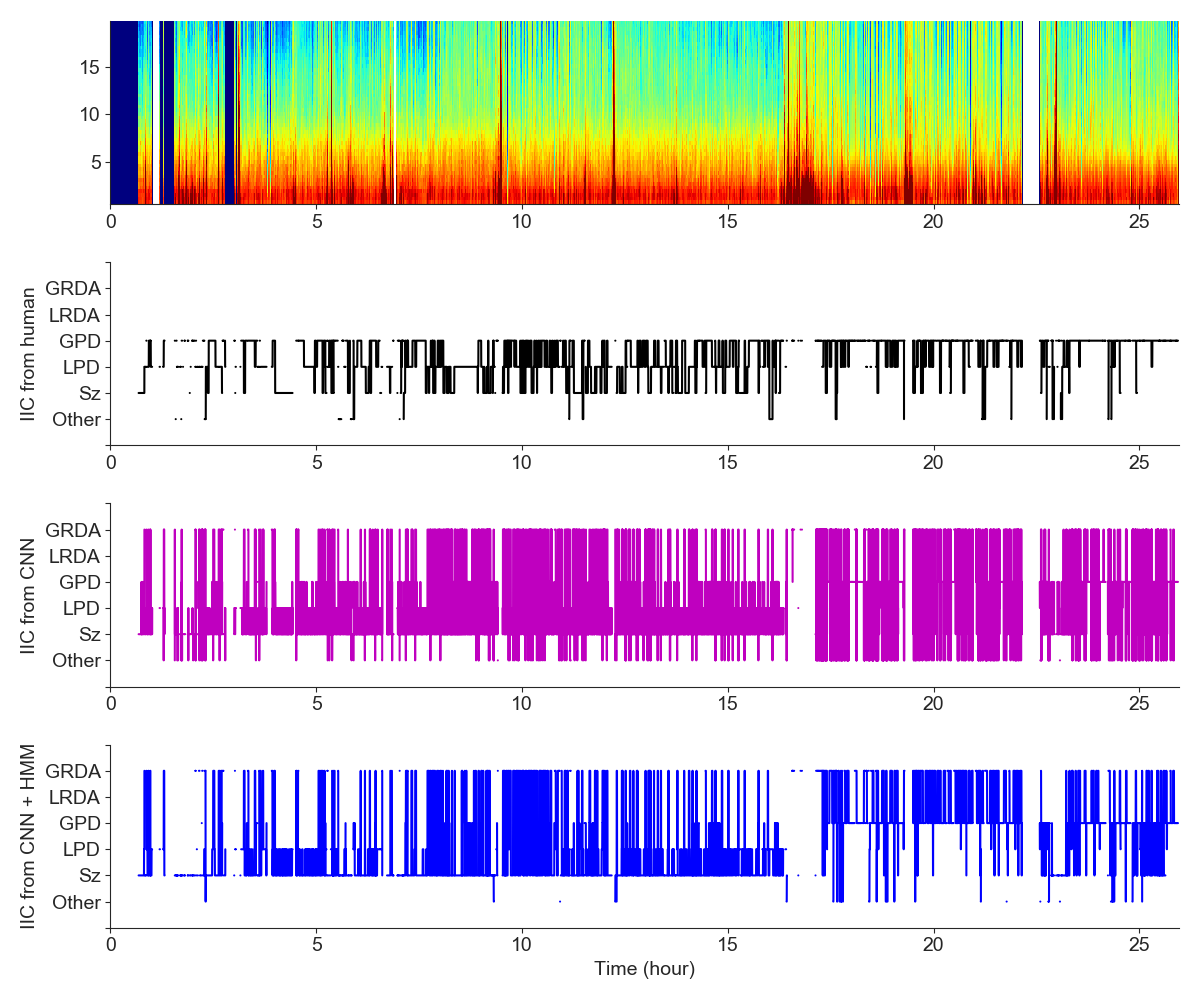 15
10
5
0 5 10 15 20 25
IIC from human
GRDA
LRDA
GPD
LPD
Sz
Other
0 5 10 15 20 25
IIC from CNN
GRDA
LRDA
GPD
LPD
Sz
Other
0 5 10 15 20 25
IIC from CNN + HMM
GRDA
LRDA
GPD
LPD
Sz
Other
0 5 10 15 20 25
Time (hour)